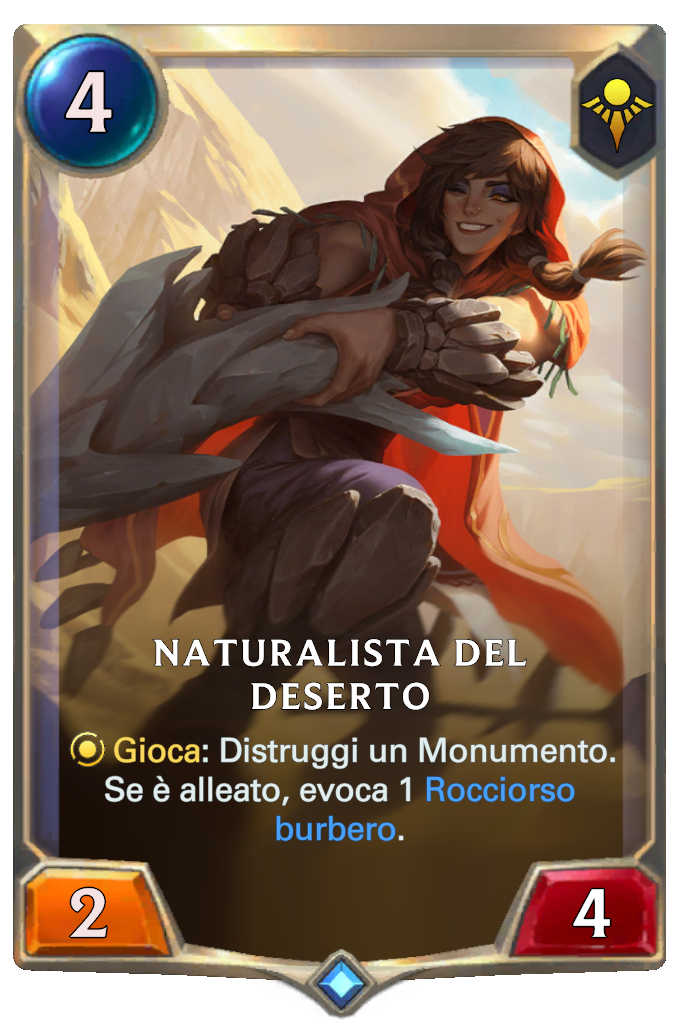 4
NATURALISTA DEL
DESERTO
Gioca: Distruggi un Monumento.
Se è alleato, evoca 1 Rocciorso
burbero.
2
4